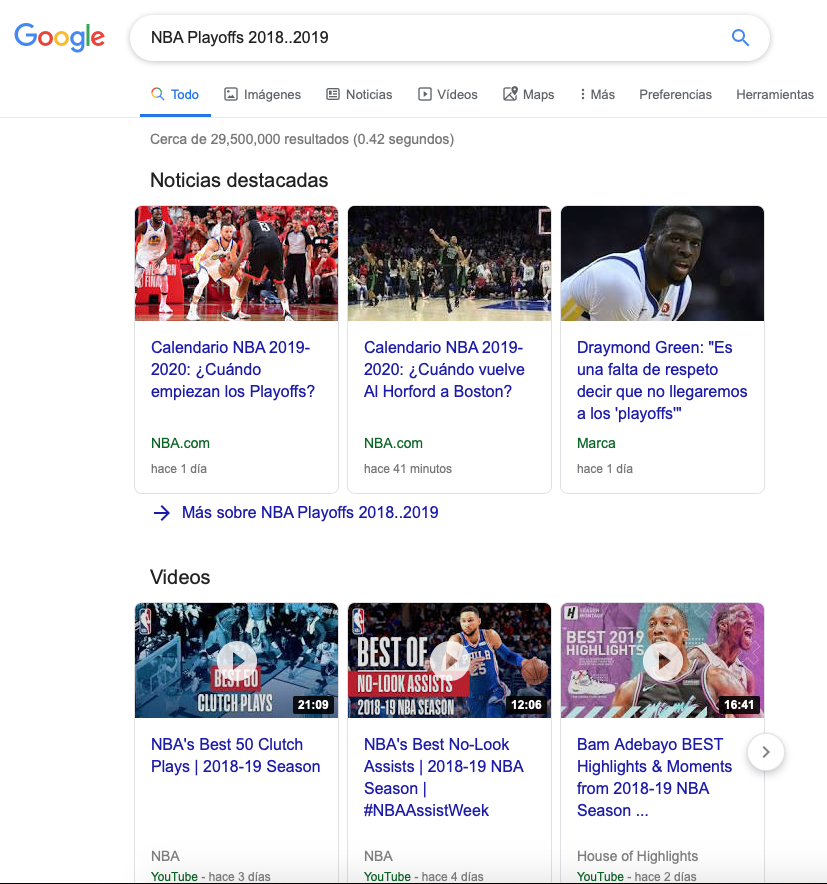 Google
NBA Playoffs 2018..2019
Todo Imágenes Noticias Vídeos Maps Más Preferencias Herramientas
Cerca de 29,500,000 resultados (0.42 segundos)
Noticias destacadas
Calendario NBA 2019-
2020: ¿Cuándo
empiezan los Playoffs?
NBA.com
hace 1 día
Calendario NBA 2019-
2020: ¿Cuándo vuelve
Al Horford a Boston?
NBA.com
hace 41 minutos
Draymond Green: "Es
una falta de respeto
decir que no llegaremos
a los 'playoffs'"
Marca
hace 1 día
Más sobre NBA Playoffs 2018..2019
Videos
BEST 50
CLUTCH PLAYS
21:09
NBA's Best 50 Clutch
Plays | 2018-19 Season
NBA
YouTube - hace 3 días
BEST OF
NO-LOOK ASSISTS
2018-19 NBA SEASON
PHILA
25
12:06
NBA's Best No-Look
Assists | 2018-19 NBA
Season |
#NBAAssistWeek
NBA
YouTube - hace 4 días
H
BEST 2019
HIGHLIGHTS
16:41
Bam Adebayo BEST
Highlights & Moments
from 2018-19 NBA
Season ...
House of Highlights
YouTube - hace 2 días